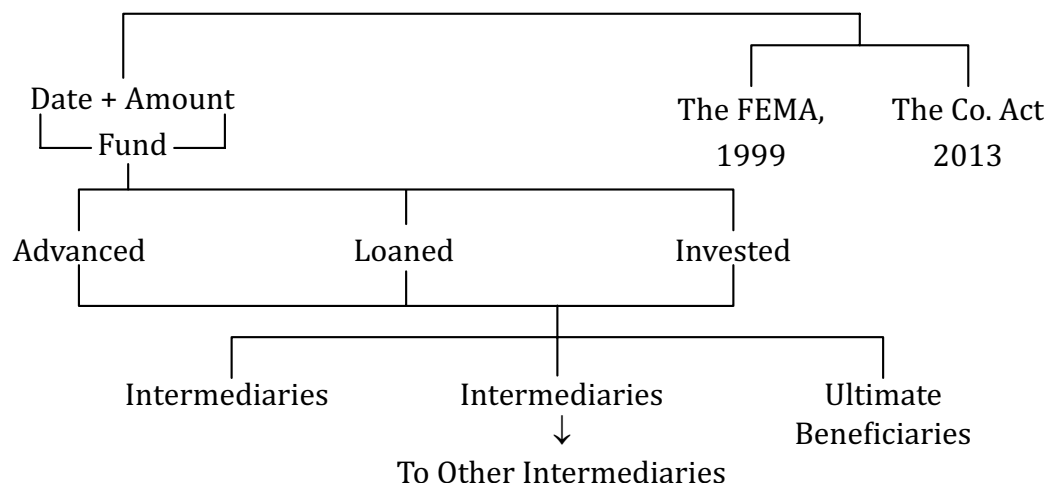 Date + Amount
Fund
The FEMA,
1999
The Co. Act
2013
Advanced
Loaned
Invested
Intermediaries
Intermediaries
↓
To Other Intermediaries
Ultimate
Beneficiaries